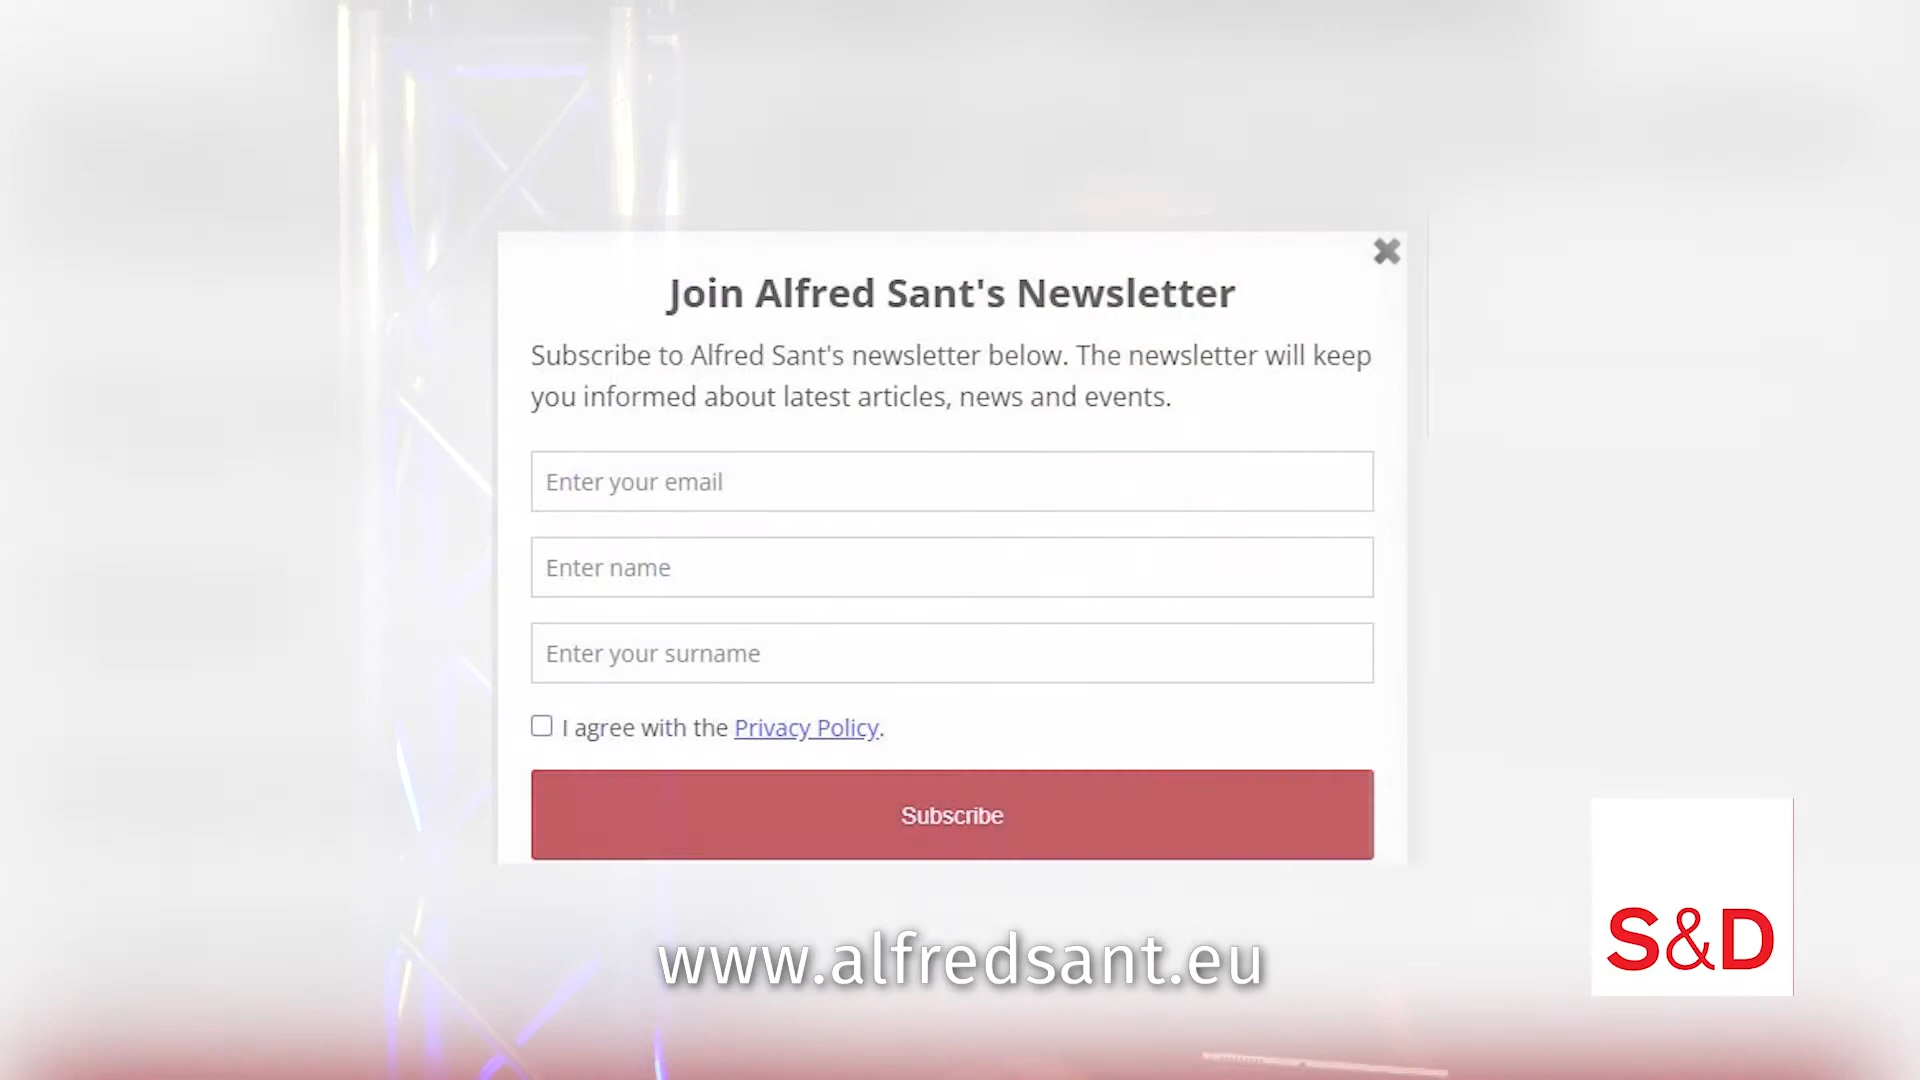 Join Alfred Sant's Newsletter
Subscribe to Alfred Sant's newsletter below. The newsletter will keep
you informed about latest articles, news and events.
Enter your email
Enter name
Enter your surname
I agree with the Privacy Policy.
Subscribe
www.alfredsant.eu
S&D